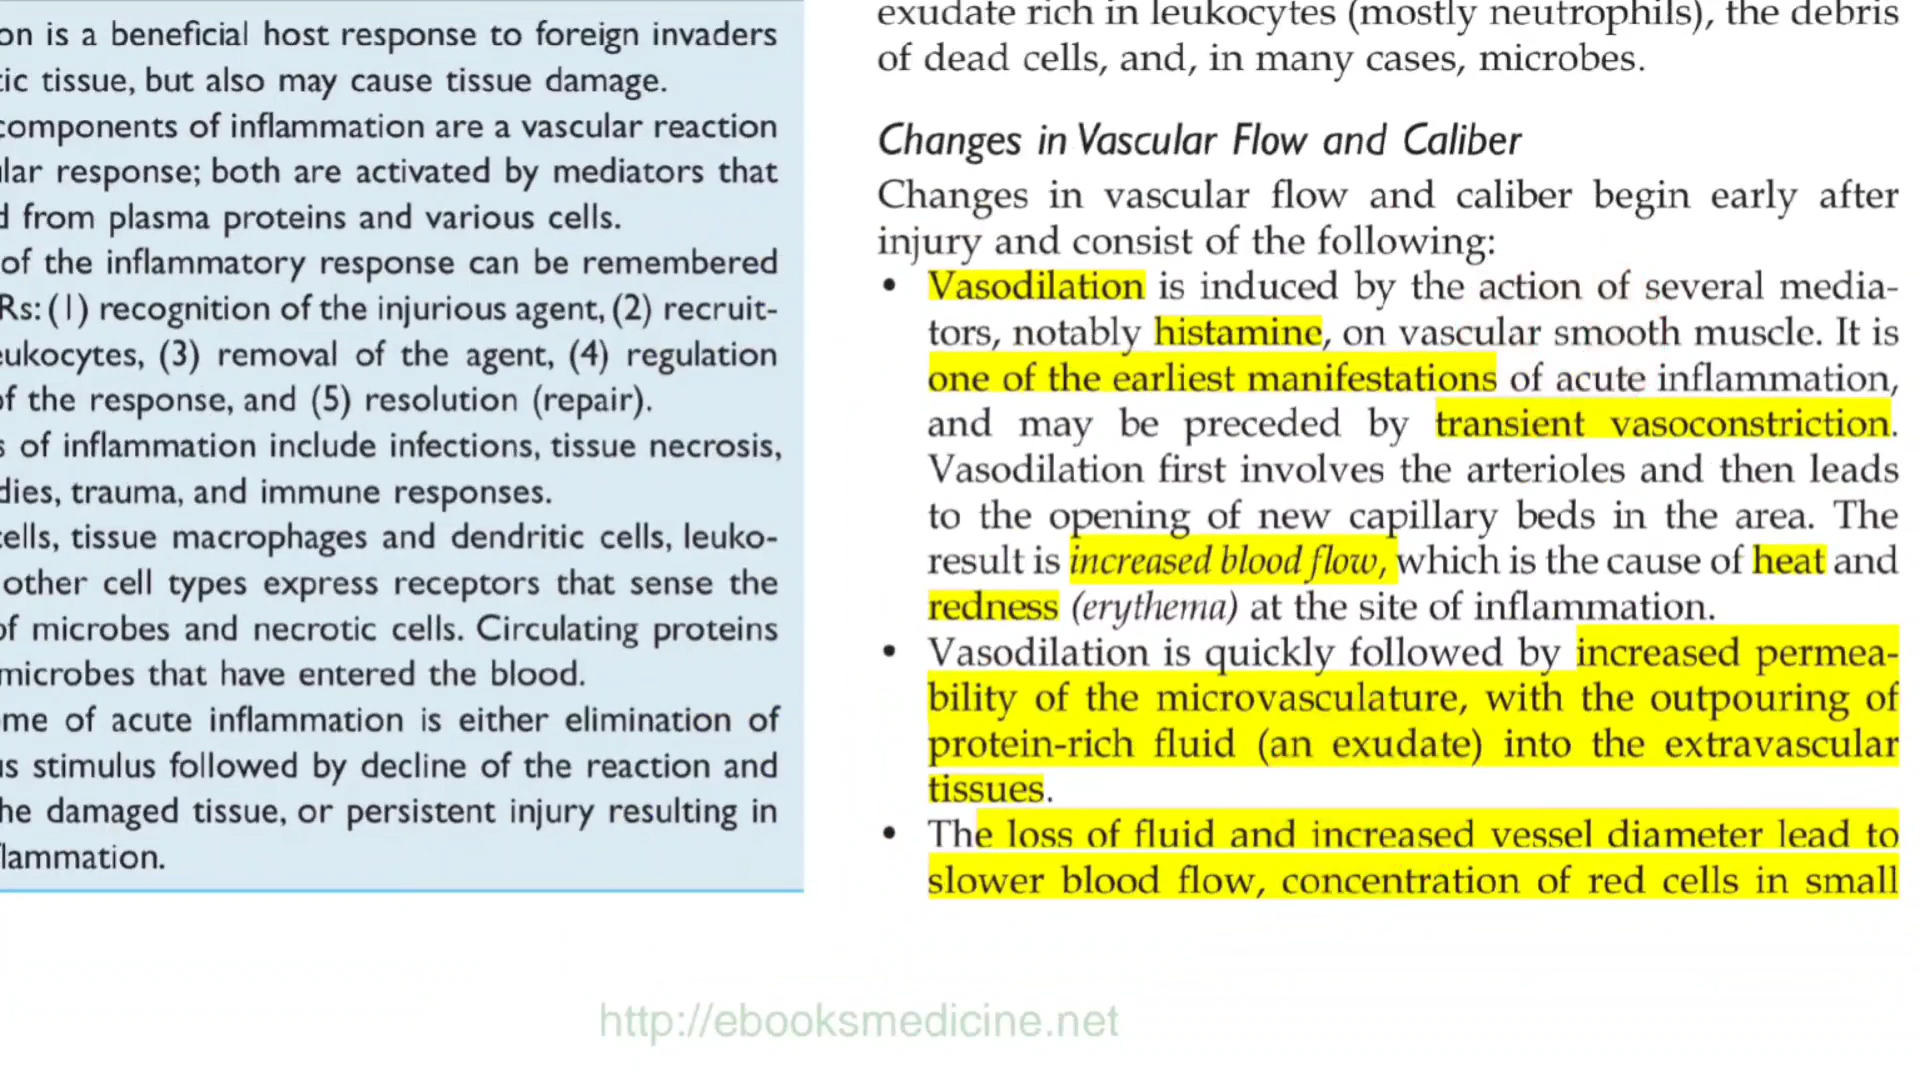 on is a beneficial host response to foreign invaders
ic tissue, but also may cause tissue damage.
components of inflammation are a vascular reaction
lar response; both are activated by mediators that
d from plasma proteins and various cells.
of the inflammatory response can be remembered
Rs: (1) recognition of the injurious agent, (2) recruit-
eukocytes, (3) removal of the agent, (4) regulation
of the response, and (5) resolution (repair).
s of inflammation include infections, tissue necrosis,
dies, trauma, and immune responses.
cells, tissue macrophages and dendritic cells, leuko-
other cell types express receptors that sense the
of microbes and necrotic cells. Circulating proteins
microbes that have entered the blood.
me of acute inflammation is either elimination of
us stimulus followed by decline of the reaction and
he damaged tissue, or persistent injury resulting in
lammation.
exudate rich in leukocytes (mostly neutrophils), the debris
of dead cells, and, in many cases, microbes.
Changes in Vascular Flow and Caliber
Changes in vascular flow and caliber begin early after
injury and consist of the following:
• Vasodilation is induced by the action of several media-
tors, notably histamine, on vascular smooth muscle. It is
one of the earliest manifestations of acute inflammation,
and may be preceded by transient vasoconstriction.
Vasodilation first involves the arterioles and then leads
to the opening of new capillary beds in the area. The
result is increased blood flow, which is the cause of heat and
redness (erythema) at the site of inflammation.
• Vasodilation is quickly followed by increased permea-
bility of the microvasculature, with the outpouring of
protein-rich fluid (an exudate) into the extravascular
tissues.
• The loss of fluid and increased vessel diameter lead to
slower blood flow, concentration of red cells in small
http://ebooksmedicine.net